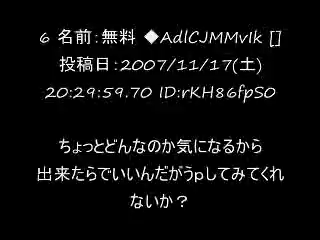 6 名前：無料 ◆AdlCJMMvIk []
投稿日：2007/11/17(土)
20:29:59.70 ID:rKH86fpS0
ちょっとどんなのか気になるから
出来たらでいいんだがうpしてみてくれ
ないか？